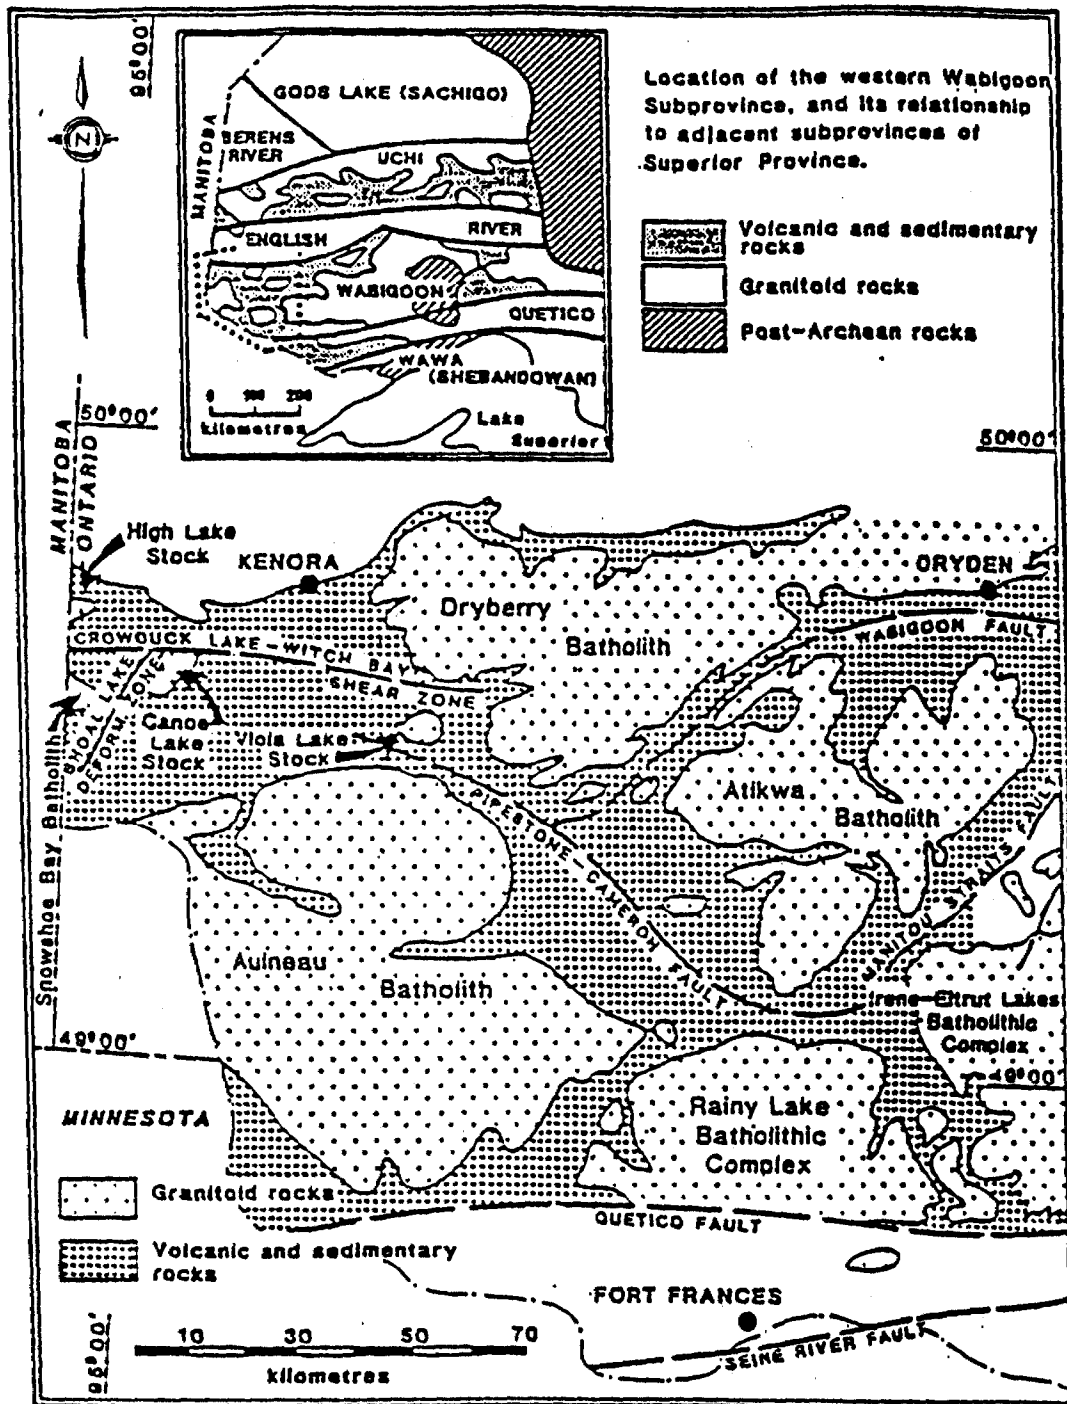 95°00'
N
MANITOBA
GODS LAKE (SACHIGO)
BERENS
RIVER
UCHI
ENGLISH
RIVER
WABIGOON
QUETICO
WAWA
(SHEBANDOWAN)
0 100 200
kilometres
Lake
Superior
Location of the western Wabigoon
Subprovince, and its relationship
to adjacent subprovinces of
Superior Province.
Volcanic and sedimentary
rocks
Granitoid rocks
Post-Archean rocks
50°00'
50°00'
MANITOBA
ONTARIO
High Lake
Stock
KENORA
DRYDEN
Dryberry
Batholith
WABIGOON FAULT
CROWDUCK LAKE-WITCH BAY
SHEAR ZONE
SHOAL LAKE
DEFORM. ZONE
Canoe
Lake
Stock
Viola Lake
Stock
Snowshoe Bay Batholith
PIPESTONE-CAMERON FAULT
Atikwa
Batholith
MANITOU STRAITS FAULT
Aulneau
Batholith
Irene-Eltrut Lakes
Batholithic
Complex
49°00'
49°00'
MINNESOTA
Rainy Lake
Batholithic
Complex
Granitoid rocks
QUETICO FAULT
Volcanic and sedimentary
rocks
FORT FRANCES
SEINE RIVER FAULT
95°00'
10 30 50 70
kilometres